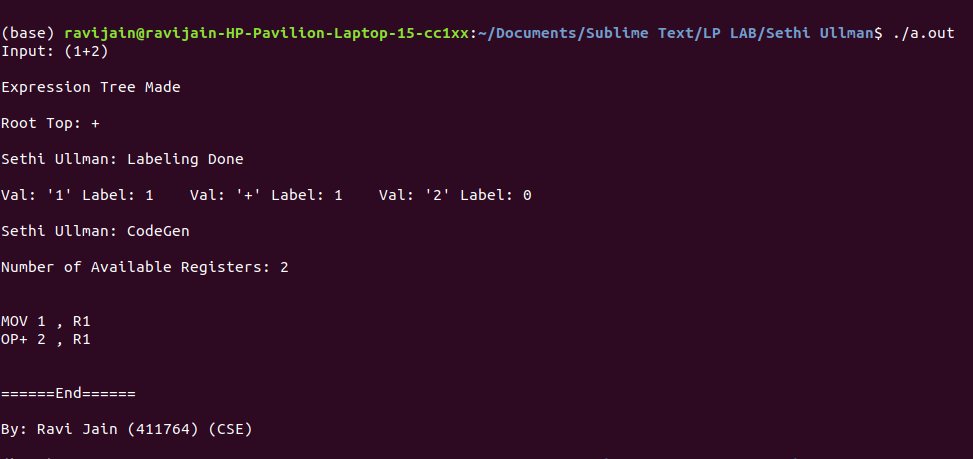 (base) ravijain@ravijain-HP-Pavilion-Laptop-15-cc1xx:~/Documents/Sublime Text/LP LAB/Sethi Ullman$ ./a.out
Input: (1+2)
Expression Tree Made
Root Top: +
Sethi Ullman: Labeling Done
Val: '1' Label: 1    Val: '+' Label: 1    Val: '2' Label: 0
Sethi Ullman: CodeGen
Number of Available Registers: 2
MOV 1 , R1
OP+ 2 , R1
======End======
By: Ravi Jain (411764) (CSE)